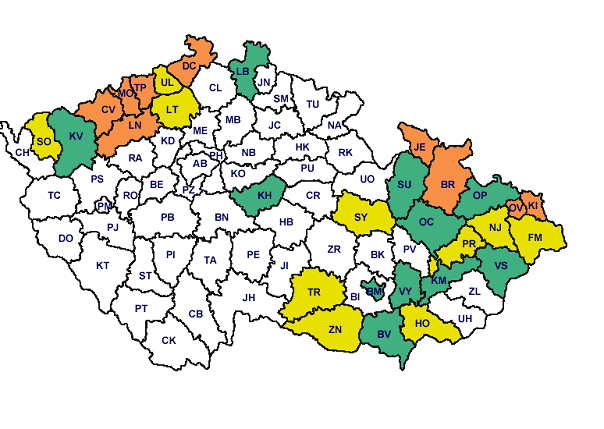 DC
LB
UL
TP
MO
CL
JN
CV
LT
SM
TU
LN
MB
JC
NA
ME
KV
SO
KD
HK
RK
JE
CH
RA
PH
NB
AB
KO
PU
UO
SU
BR
PS
BE
PZ
TC
RO
KH
CR
OP
PM
OV
KI
PB
BN
SY
OC
HB
PJ
NJ
DO
PR
FM
PI
TA
PE
ZR
BK
PV
KT
JI
VS
ST
KM
TR
BI
BM
VY
ZL
JH
PT
CB
ZN
HO
UH
BV
CK